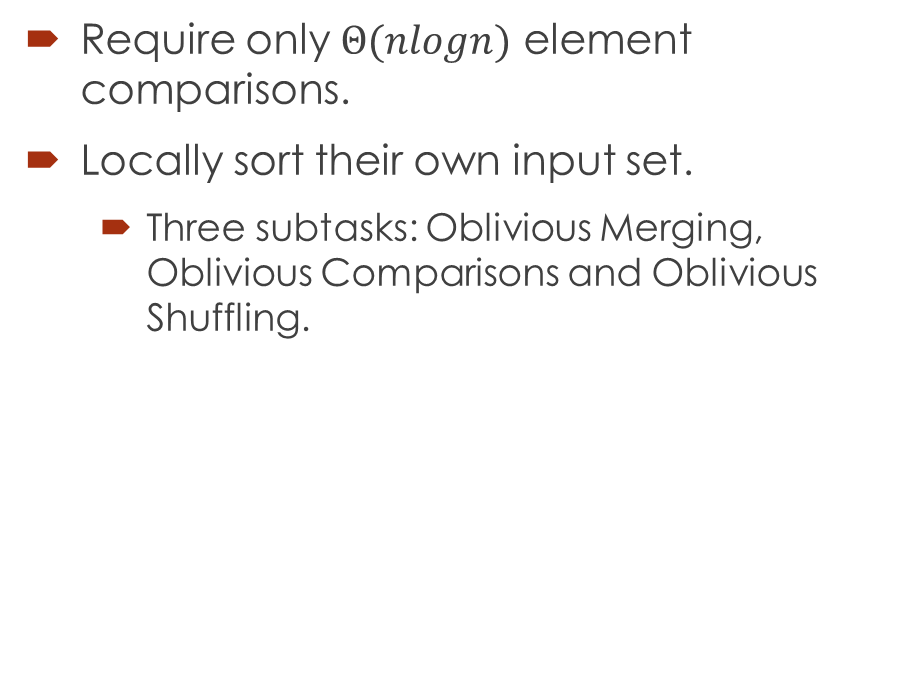 Require only Θ(nlogn) element
comparisons.
Locally sort their own input set.
Three subtasks: Oblivious Merging,
Oblivious Comparisons and Oblivious
Shuffling.